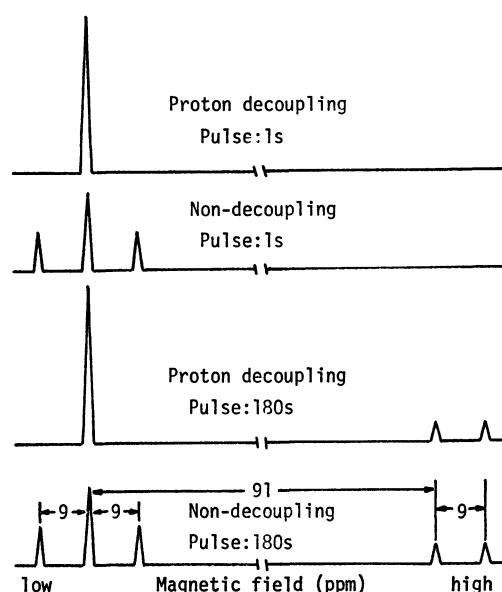 Proton decoupling
Pulse:1s
Non-decoupling
Pulse:1s
Proton decoupling
Pulse:180s
91
9 9 Non-decoupling 9
Pulse:180s
low Magnetic field (ppm) high